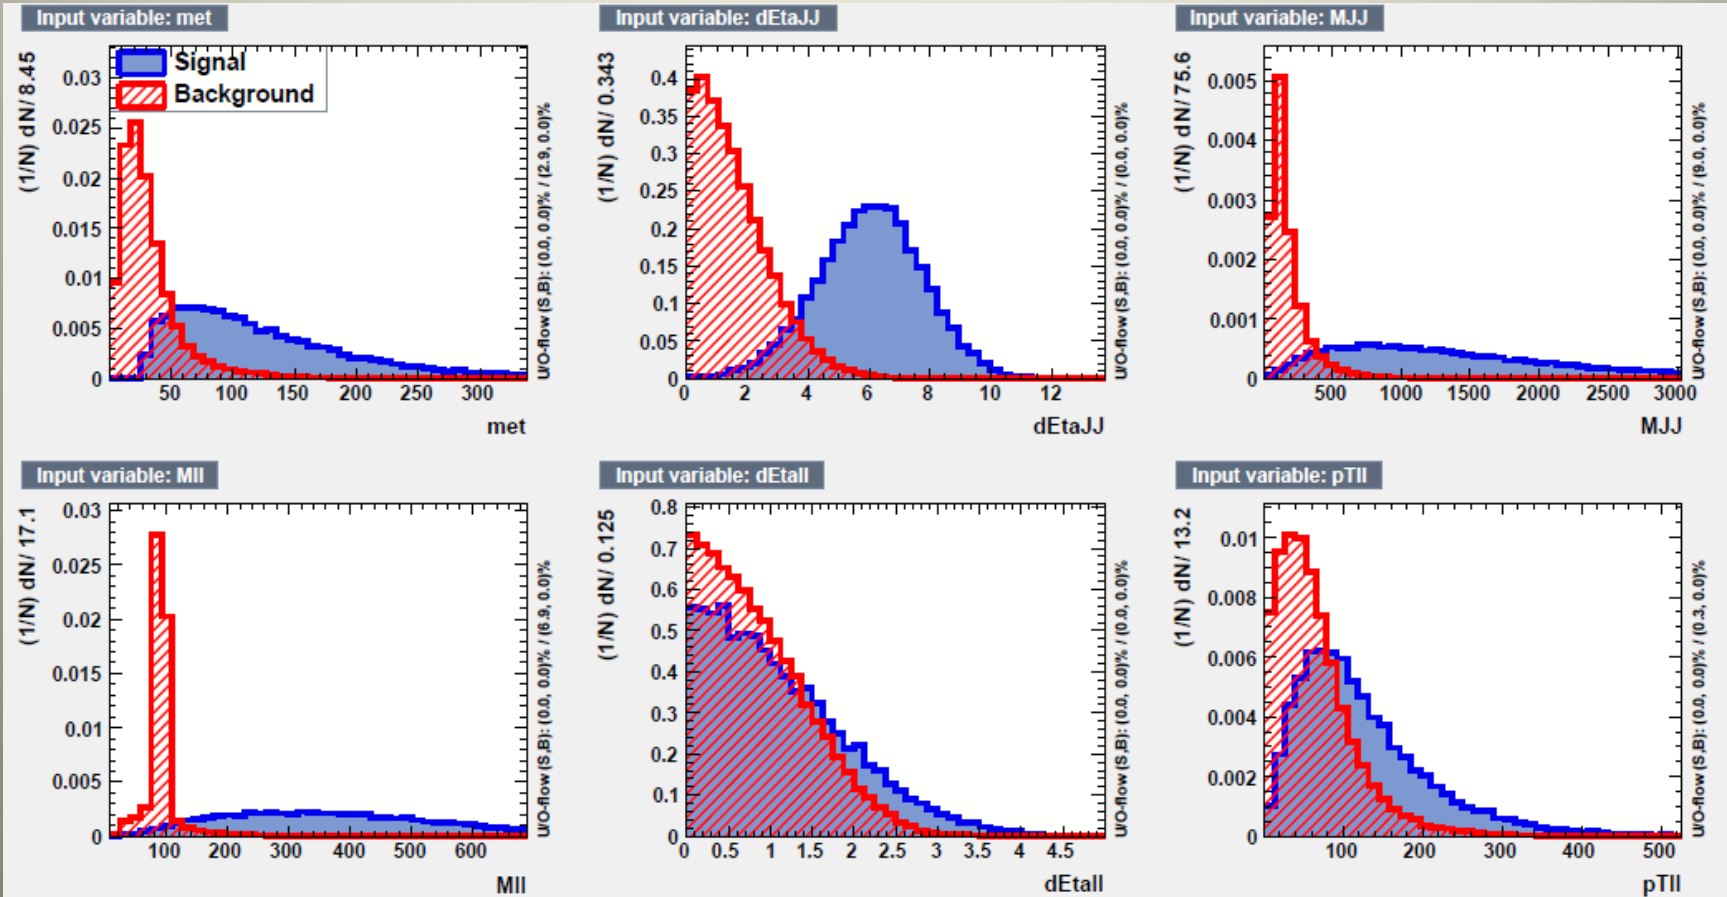 Input variable: met
(1/N) dN/ 8.45
0.03
0.025
0.02
0.015
0.01
0.005
0
Signal
Background
50 100 150 200 250 300
met
U/O-flow (S,B): (0.0, 0.0)% / (2.9, 0.0)%
Input variable: dEtaJJ
(1/N) dN/ 0.343
0.4
0.35
0.3
0.25
0.2
0.15
0.1
0.05
0
0 2 4 6 8 10 12
dEtaJJ
U/O-flow (S,B): (0.0, 0.0)% / (0.0, 0.0)%
Input variable: MJJ
(1/N) dN/ 75.6
0.005
0.004
0.003
0.002
0.001
0
500 1000 1500 2000 2500 3000
MJJ
U/O-flow (S,B): (0.0, 0.0)% / (9.0, 0.0)%
Input variable: Mll
(1/N) dN/ 17.1
0.03
0.025
0.02
0.015
0.01
0.005
0
100 200 300 400 500 600
Mll
U/O-flow (S,B): (0.0, 0.0)% / (6.9, 0.0)%
Input variable: dEtall
(1/N) dN/ 0.125
0.8
0.7
0.6
0.5
0.4
0.3
0.2
0.1
0
0 0.5 1 1.5 2 2.5 3 3.5 4 4.5
dEtall
U/O-flow (S,B): (0.0, 0.0)% / (0.0, 0.0)%
Input variable: pTll
(1/N) dN/ 13.2
0.01
0.008
0.006
0.004
0.002
0
100 200 300 400 500
pTll
U/O-flow (S,B): (0.0, 0.0)% / (0.3, 0.0)%